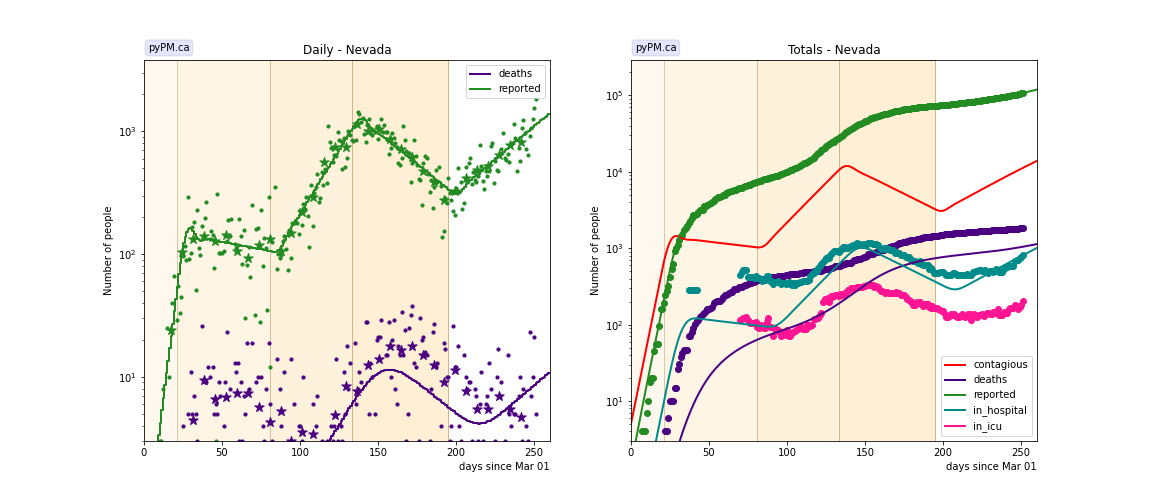 pyPM.ca
Daily - Nevada
deaths
reported
Number of people
10³
10²
10¹
0 50 100 150 200 250
days since Mar 01
pyPM.ca
Totals - Nevada
Number of people
10⁵
10⁴
10³
10²
10¹
contagious
deaths
reported
in_hospital
in_icu
0 50 100 150 200 250
days since Mar 01